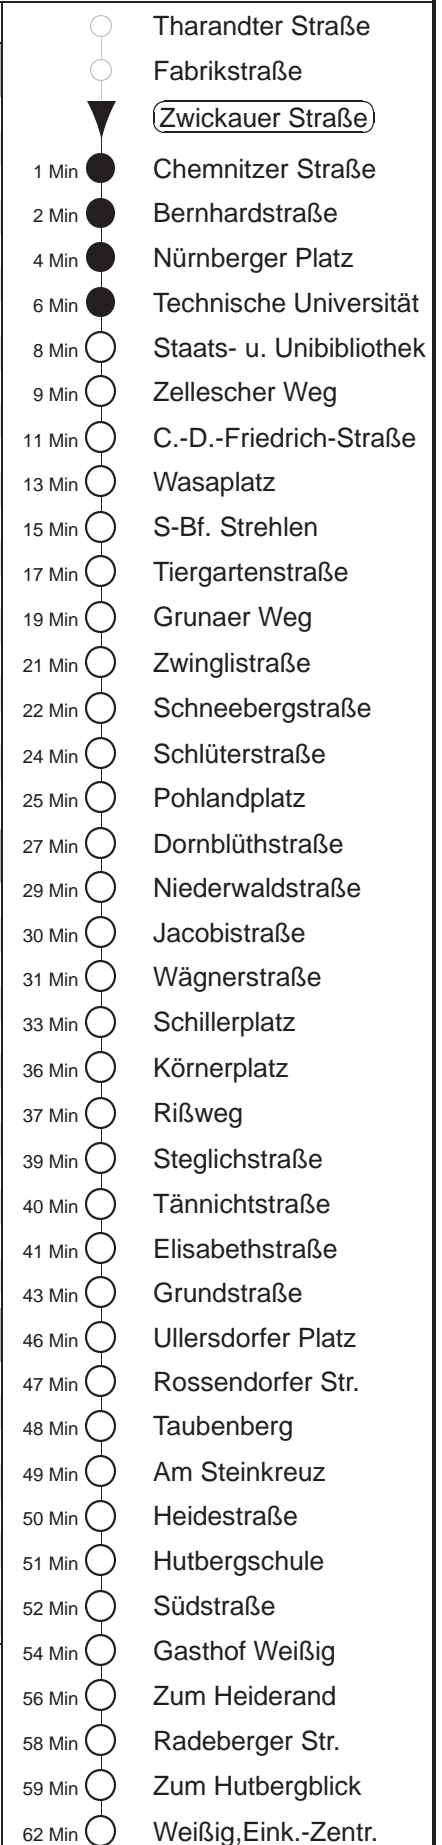 Tharandter Straße
Fabrikstraße
Zwickauer Straße
1 Min Chemnitzer Straße
2 Min Bernhardstraße
4 Min Nürnberger Platz
6 Min Technische Universität
8 Min Staats- u. Unibibliothek
9 Min Zellescher Weg
11 Min C.-D.-Friedrich-Straße
13 Min Wasaplatz
15 Min S-Bf. Strehlen
17 Min Tiergartenstraße
19 Min Grunaer Weg
21 Min Zwinglistraße
22 Min Schneebergstraße
24 Min Schlüterstraße
25 Min Pohlandplatz
27 Min Dornblüthstraße
29 Min Niederwaldstraße
30 Min Jacobistraße
31 Min Wägnerstraße
33 Min Schillerplatz
36 Min Körnerplatz
37 Min Rißweg
39 Min Steglichstraße
40 Min Tännichtstraße
41 Min Elisabethstraße
43 Min Grundstraße
46 Min Ullersdorfer Platz
47 Min Rossendorfer Str.
48 Min Taubenberg
49 Min Am Steinkreuz
50 Min Heidestraße
51 Min Hutbergschule
52 Min Südstraße
54 Min Gasthof Weißig
56 Min Zum Heiderand
58 Min Radeberger Str.
59 Min Zum Hutbergblick
62 Min Weißig,Eink.-Zentr.